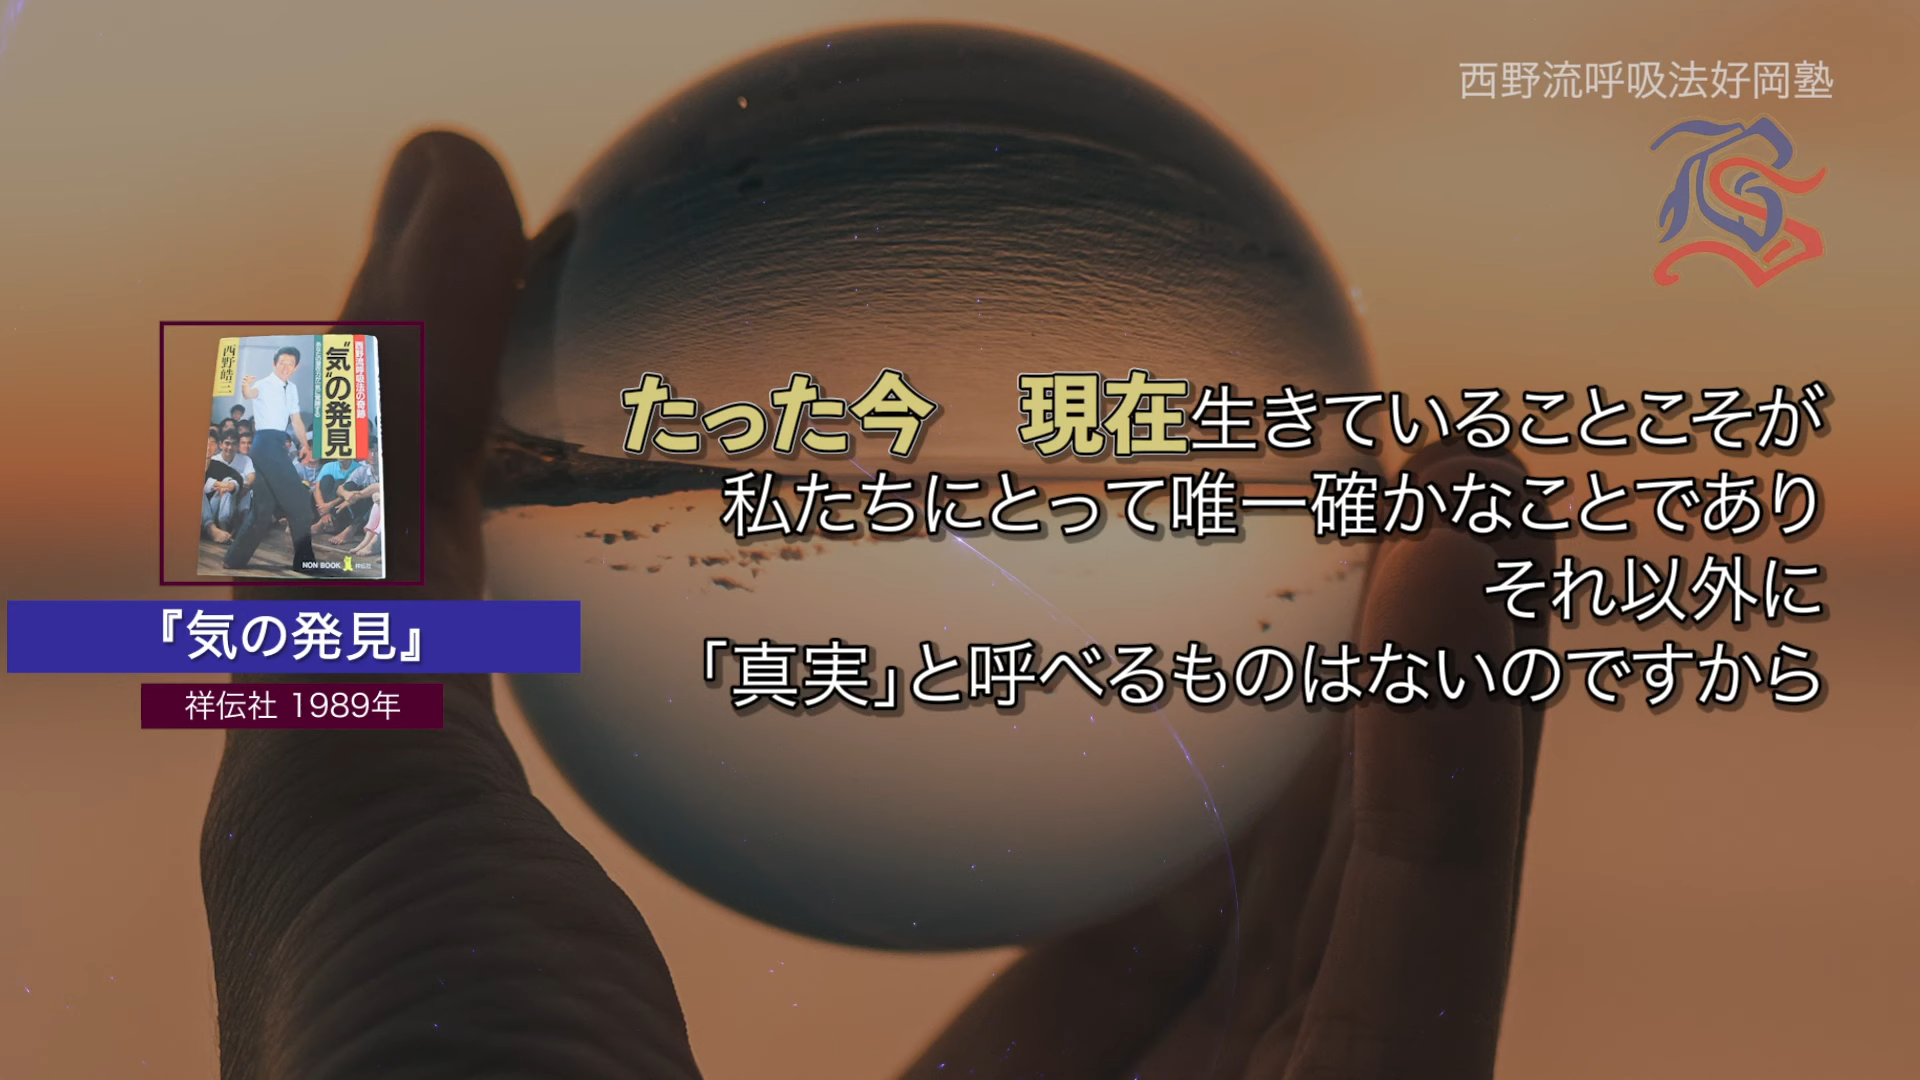 西野流呼吸法好岡塾
たった今　現在生きていることこそが
私たちにとって唯一確かなことであり
それ以外に
「真実」と呼べるものはないのですから
西野流呼吸法の奇跡
“気”の発見
西野皓三
NON BOOK
祥伝社
『気の発見』
祥伝社 1989年